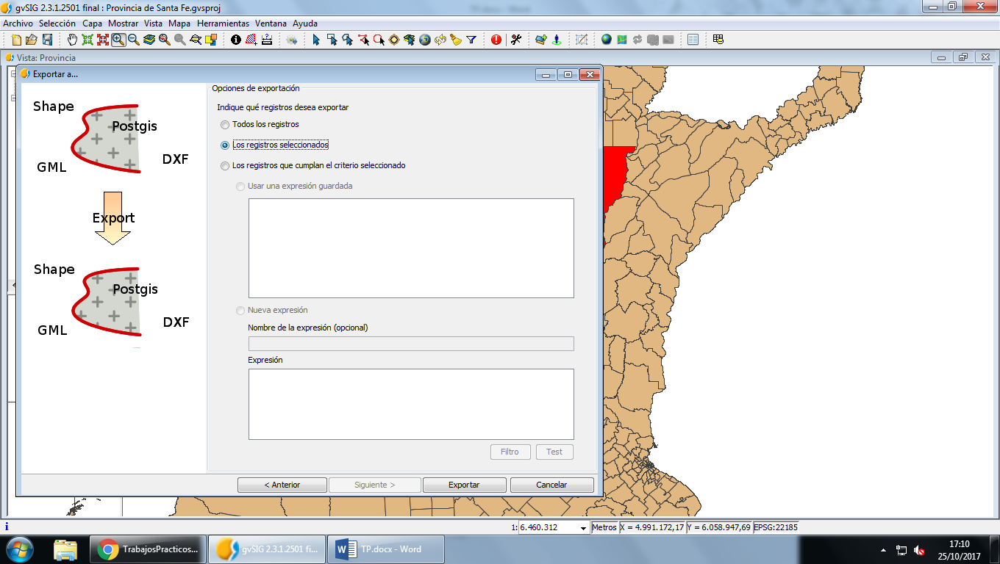 gvSIG 2.3.1.2501 final : Provincia de Santa Fe.gvsproj
Archivo Selección Capa Mostrar Vista Mapa Herramientas Ventana Ayuda
Vista: Provincia
Exportar a...
Shape
Postgis
GML
DXF
Export
Shape
Postgis
GML
DXF
Opciones de exportación
Indique qué registros desea exportar
Todos los registros
Los registros seleccionados
Los registros que cumplan el criterio seleccionado
Usar una expresión guardada
Nueva expresión
Nombre de la expresión (opcional)
Expresión
Filtro Test
< Anterior Siguiente > Exportar Cancelar
1: 6.460.312 Metros X = 4.991.172,17 Y = 6.058.947,69 EPSG:22185
TrabajosPracticos... gvSIG 2.3.1.2501 fi... TP.docx - Word
17:10
25/10/2017